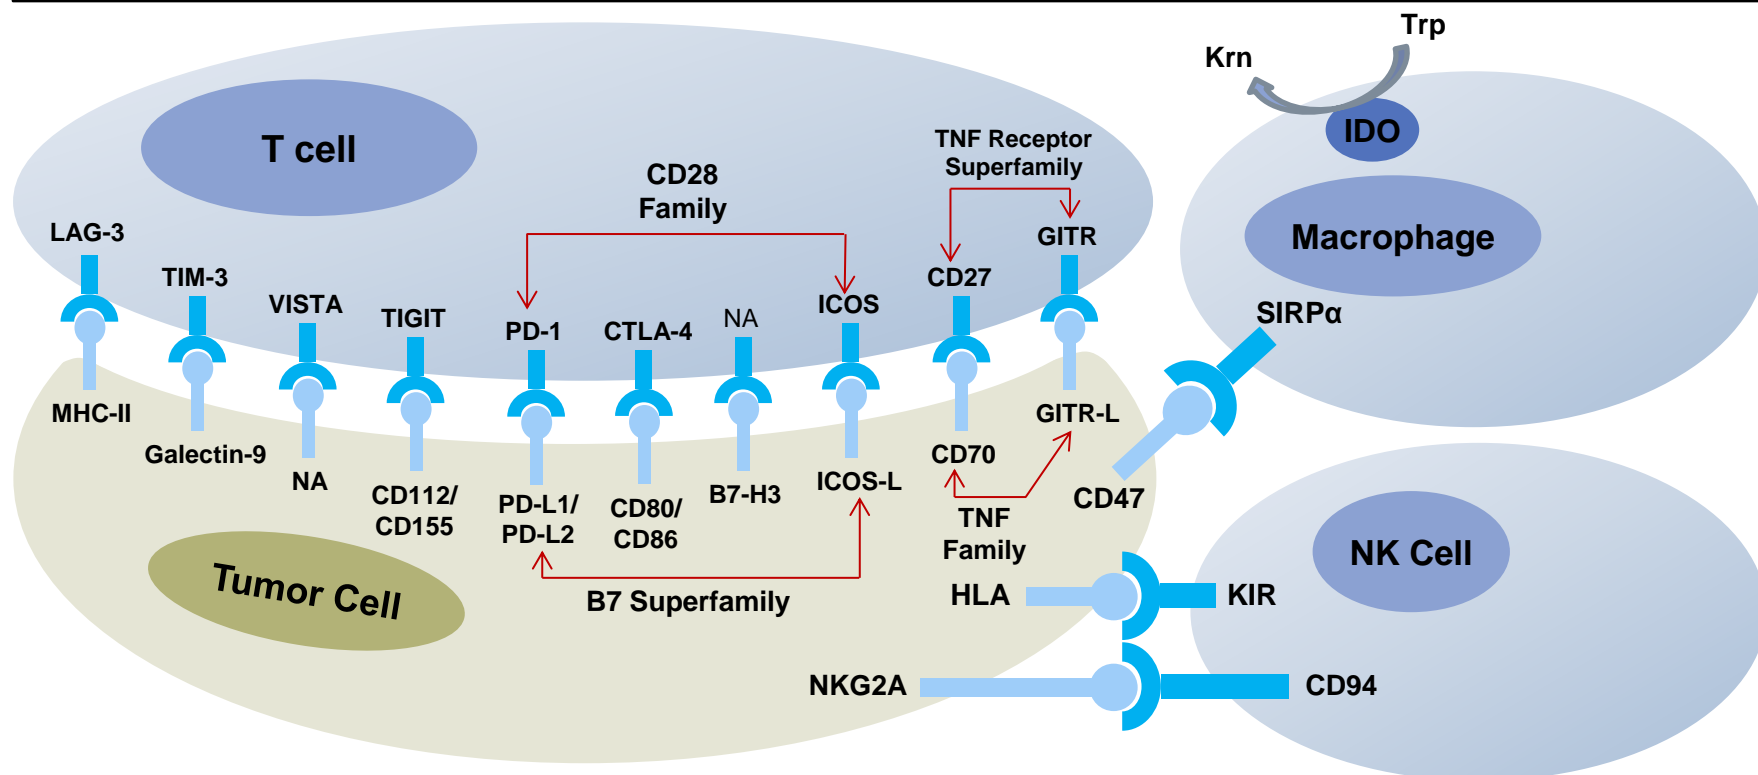 Trp
Krn
IDO
T cell
TNF Receptor
Superfamily
CD28
Family
Macrophage
LAG-3
GITR
TIM-3
CD27
VISTA
ICOS
SIRPα
TIGIT
PD-1
CTLA-4
NA
MHC-II
GITR-L
Galectin-9
CD70
NA
ICOS-L
CD112/
CD155
B7-H3
CD47
PD-L1/
PD-L2
CD80/
CD86
TNF
Family
NK Cell
Tumor Cell
B7 Superfamily
HLA
KIR
NKG2A
CD94